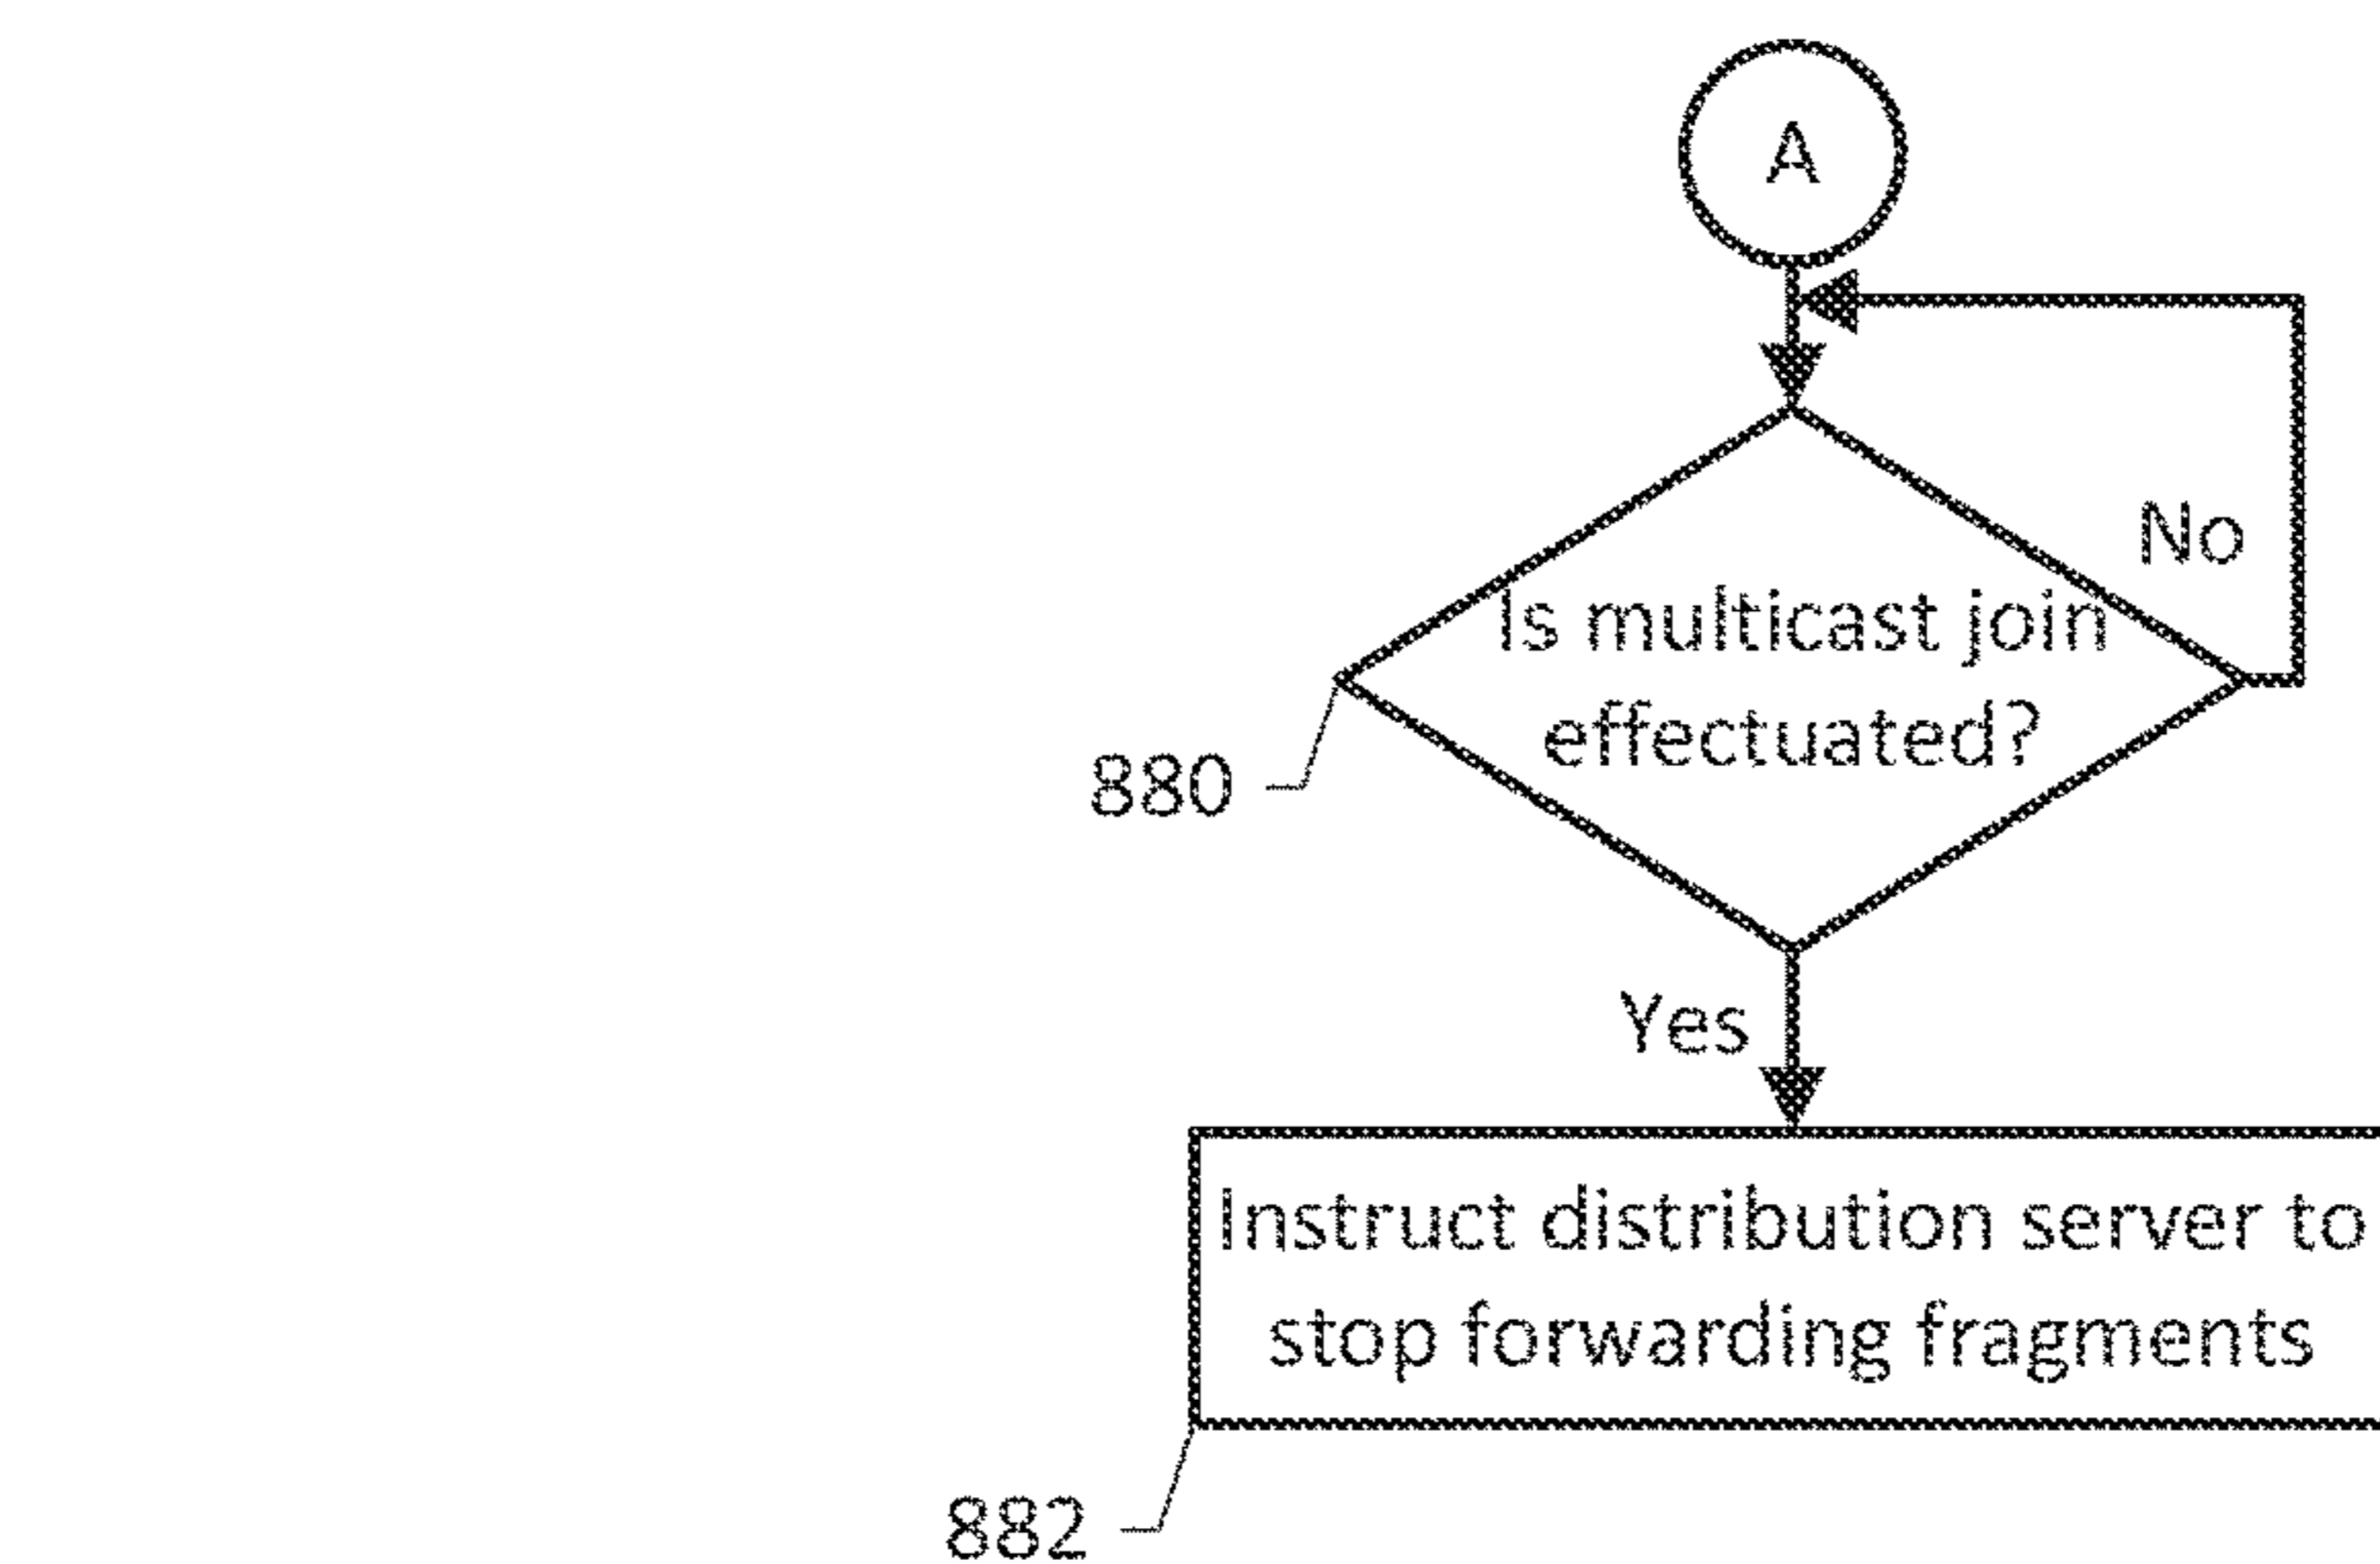 A
No
Is multicast join
effectuated?
880
Yes
Instruct distribution server to
stop forwarding fragments
882